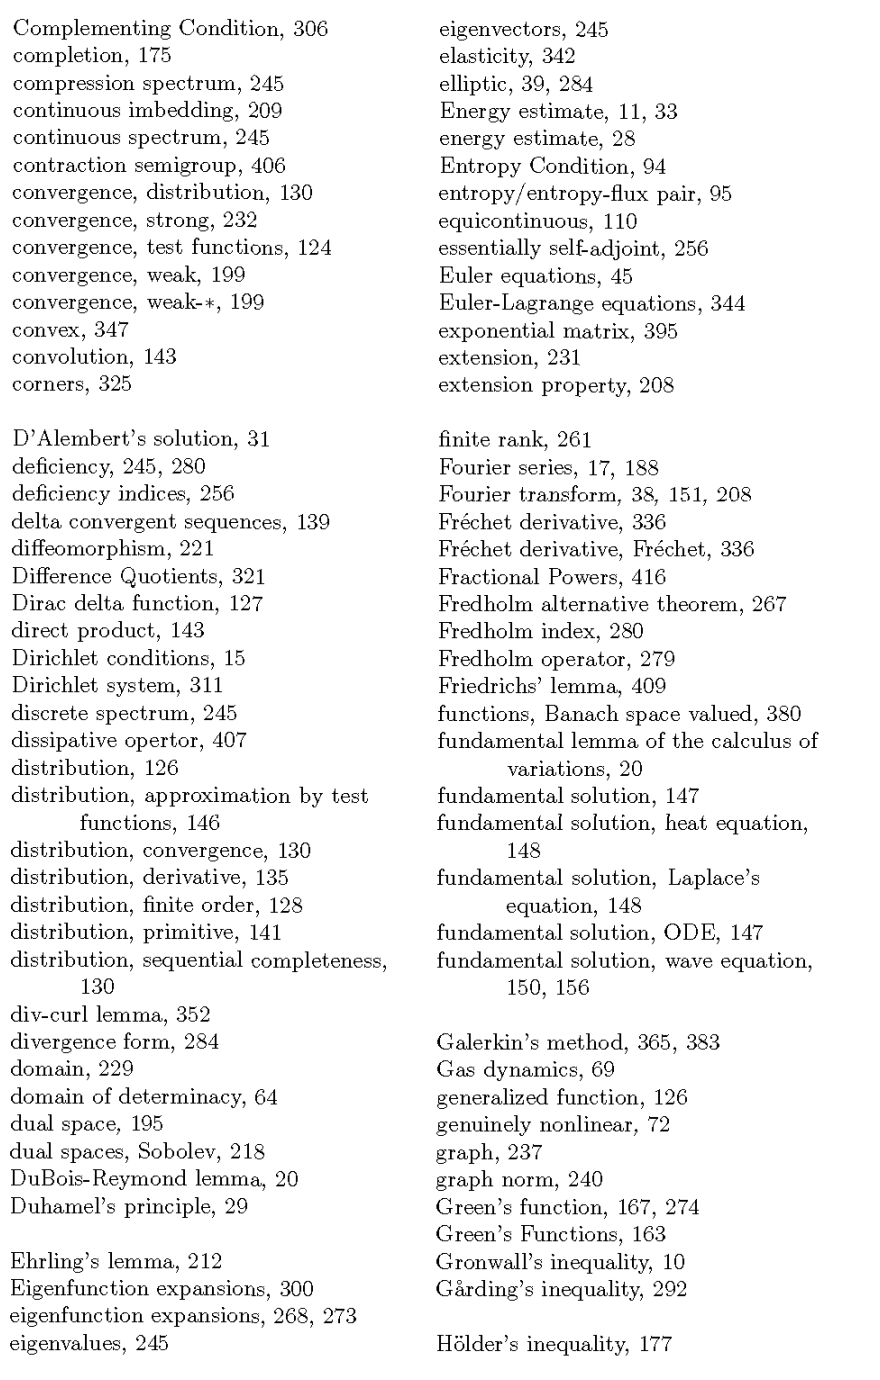 Complementing Condition, 306
completion, 175
compression spectrum, 245
continuous imbedding, 209
continuous spectrum, 245
contraction semigroup, 406
convergence, distribution, 130
convergence, strong, 232
convergence, test functions, 124
convergence, weak, 199
convergence, weak-*, 199
convex, 347
convolution, 143
corners, 325
D'Alembert's solution, 31
deficiency, 245, 280
deficiency indices, 256
delta convergent sequences, 139
diffeomorphism, 221
Difference Quotients, 321
Dirac delta function, 127
direct product, 143
Dirichlet conditions, 15
Dirichlet system, 311
discrete spectrum, 245
dissipative opertor, 407
distribution, 126
distribution, approximation by test
functions, 146
distribution, convergence, 130
distribution, derivative, 135
distribution, finite order, 128
distribution, primitive, 141
distribution, sequential completeness,
130
div-curl lemma, 352
divergence form, 284
domain, 229
domain of determinacy, 64
dual space, 195
dual spaces, Sobolev, 218
DuBois-Reymond lemma, 20
Duhamel's principle, 29
Ehrling's lemma, 212
Eigenfunction expansions, 300
eigenfunction expansions, 268, 273
eigenvalues, 245
eigenvectors, 245
elasticity, 342
elliptic, 39, 284
Energy estimate, 11, 33
energy estimate, 28
Entropy Condition, 94
entropy/entropy-flux pair, 95
equicontinuous, 110
essentially self-adjoint, 256
Euler equations, 45
Euler-Lagrange equations, 344
exponential matrix, 395
extension, 231
extension property, 208
finite rank, 261
Fourier series, 17, 188
Fourier transform, 38, 151, 208
Fréchet derivative, 336
Fréchet derivative, Fréchet, 336
Fractional Powers, 416
Fredholm alternative theorem, 267
Fredholm index, 280
Fredholm operator, 279
Friedrichs' lemma, 409
functions, Banach space valued, 380
fundamental lemma of the calculus of
variations, 20
fundamental solution, 147
fundamental solution, heat equation,
148
fundamental solution, Laplace's
equation, 148
fundamental solution, ODE, 147
fundamental solution, wave equation,
150, 156
Galerkin's method, 365, 383
Gas dynamics, 69
generalized function, 126
genuinely nonlinear, 72
graph, 237
graph norm, 240
Green's function, 167, 274
Green's Functions, 163
Gronwall's inequality, 10
Gårding's inequality, 292
Hölder's inequality, 177